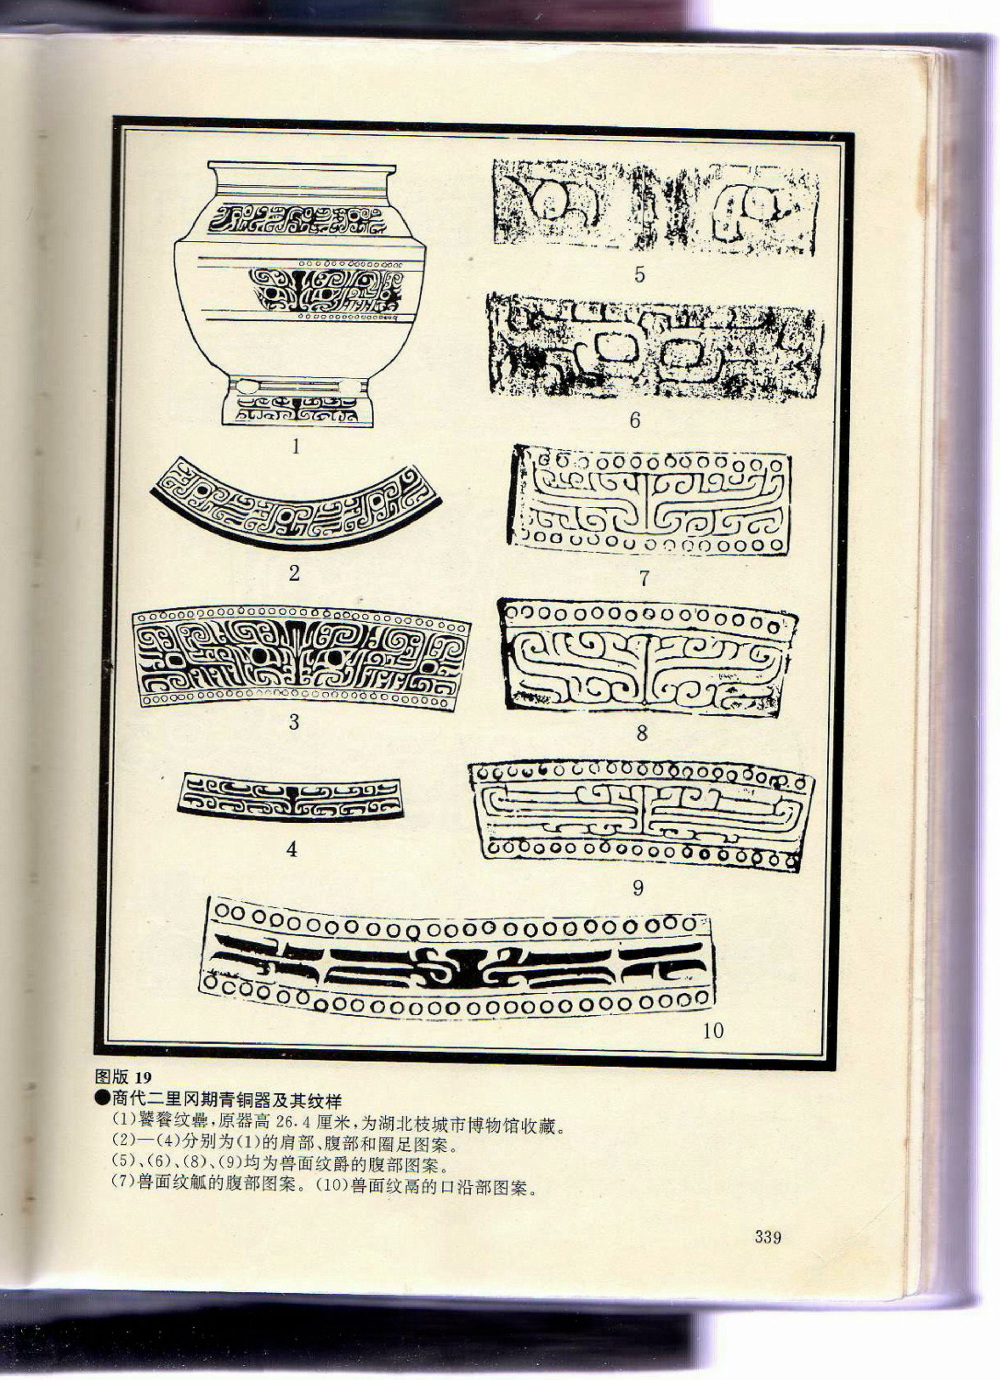 1
2
3
4
5
6
7
8
9
10
图版 19
●商代二里冈期青铜器及其纹样
(1)饕餮纹罍，原器高 26.4 厘米，为湖北枝城市博物馆收藏。
(2)—(4)分别为(1)的肩部、腹部和圈足图案。
(5)、(6)、(8)、(9)均为兽面纹爵的腹部图案。
(7)兽面纹觚的腹部图案。(10)兽面纹鬲的口沿部图案。
339